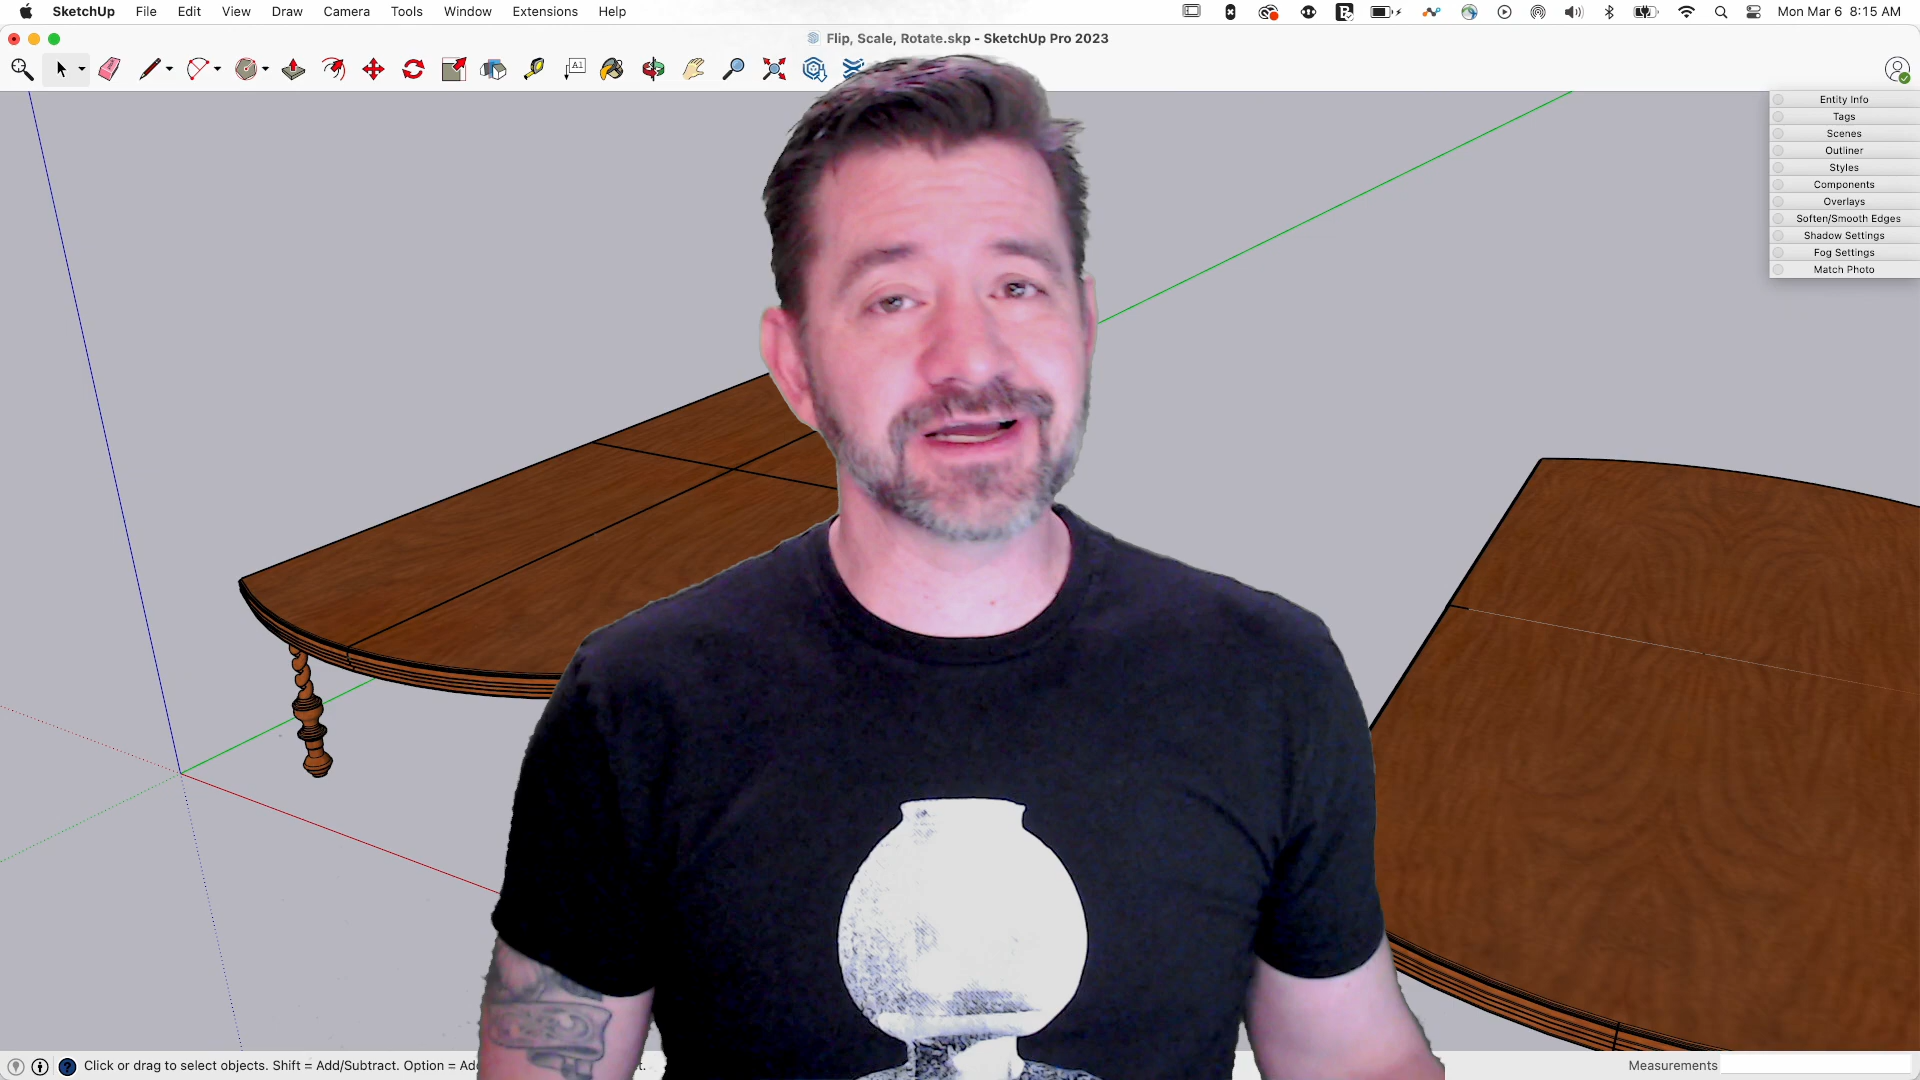 SketchUp File Edit View Draw Camera Tools Window Extensions Help Mon Mar 6 8:15 AM
Flip, Scale, Rotate.skp - SketchUp Pro 2023
A1
Entity Info
Tags
Scenes
Outliner
Styles
Components
Overlays
Soften/Smooth Edges
Shadow Settings
Fog Settings
Match Photo
Click or drag to select objects. Shift = Add/Subtract. Option = Ad
Measurements